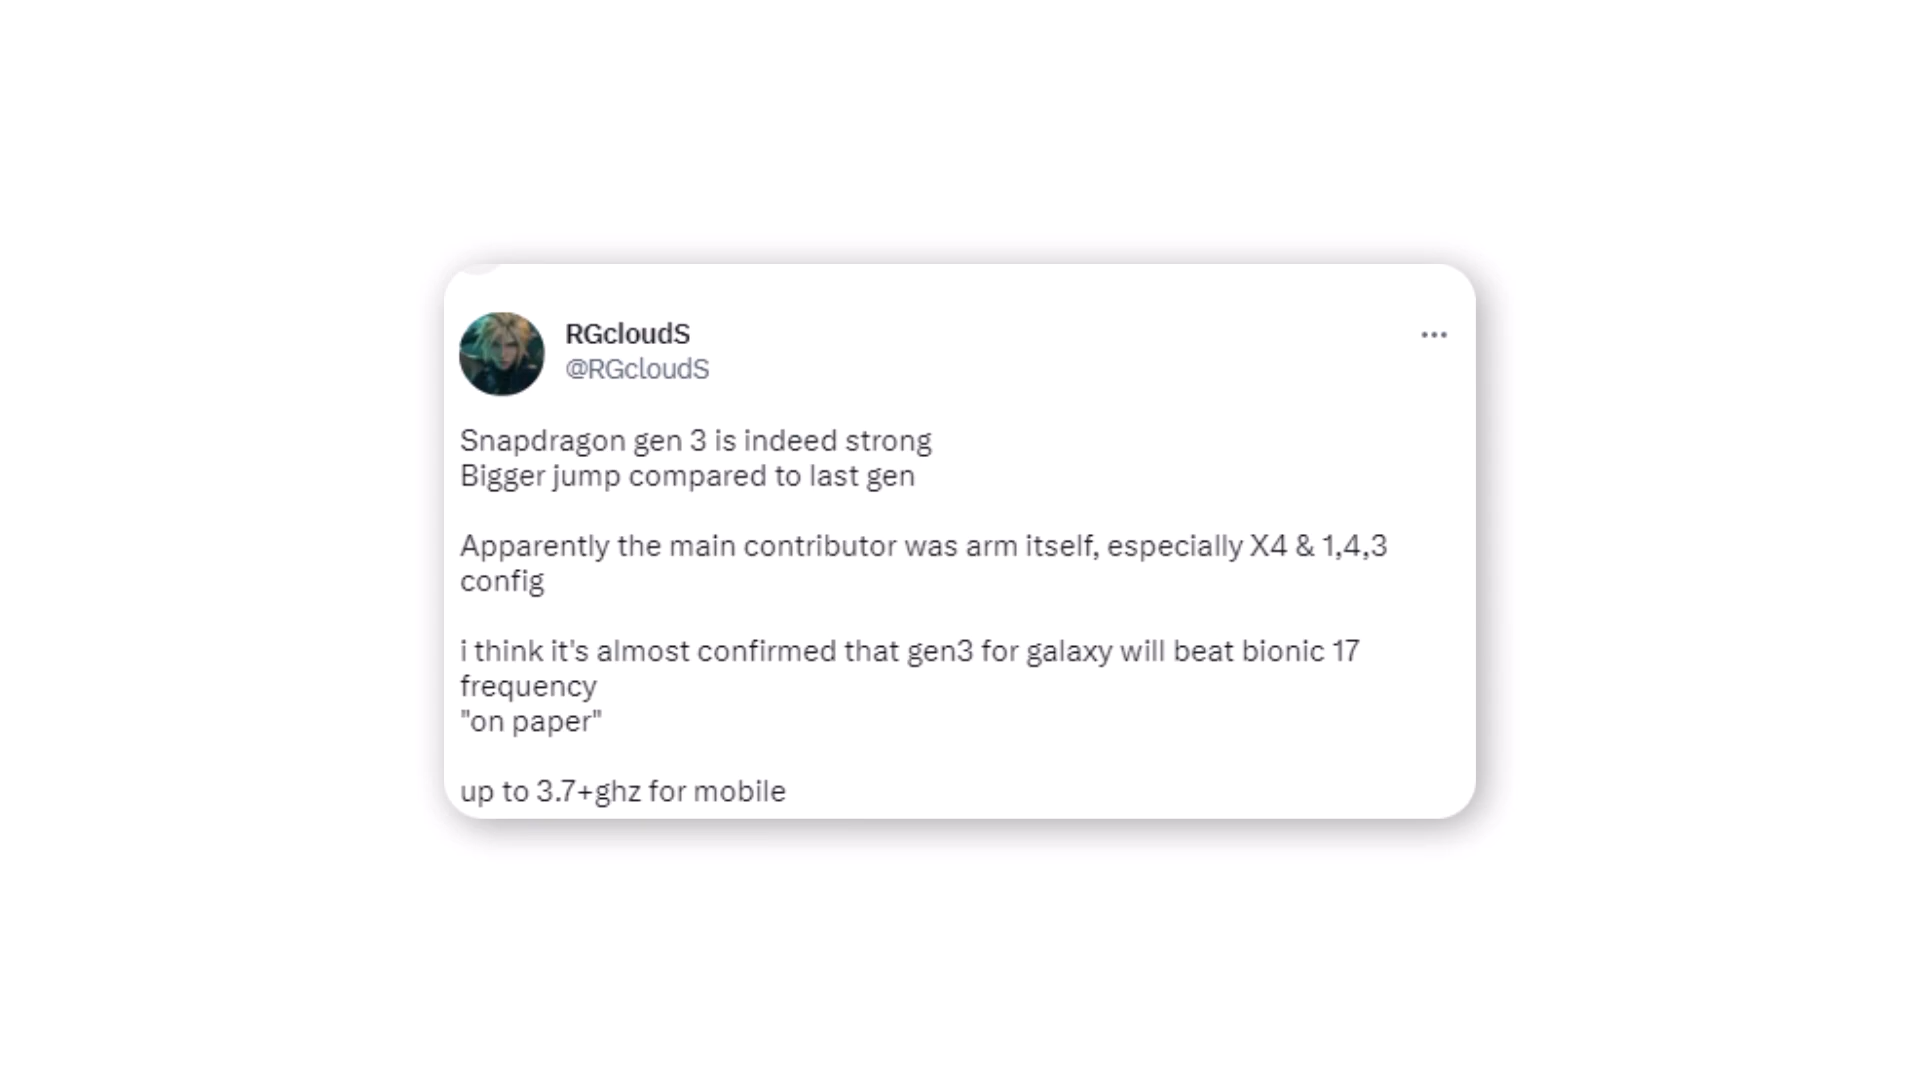 RGcloudS
@RGcloudS
Snapdragon gen 3 is indeed strong
Bigger jump compared to last gen
Apparently the main contributor was arm itself, especially X4 & 1,4,3
config
i think it's almost confirmed that gen3 for galaxy will beat bionic 17
frequency
"on paper"
up to 3.7+ghz for mobile